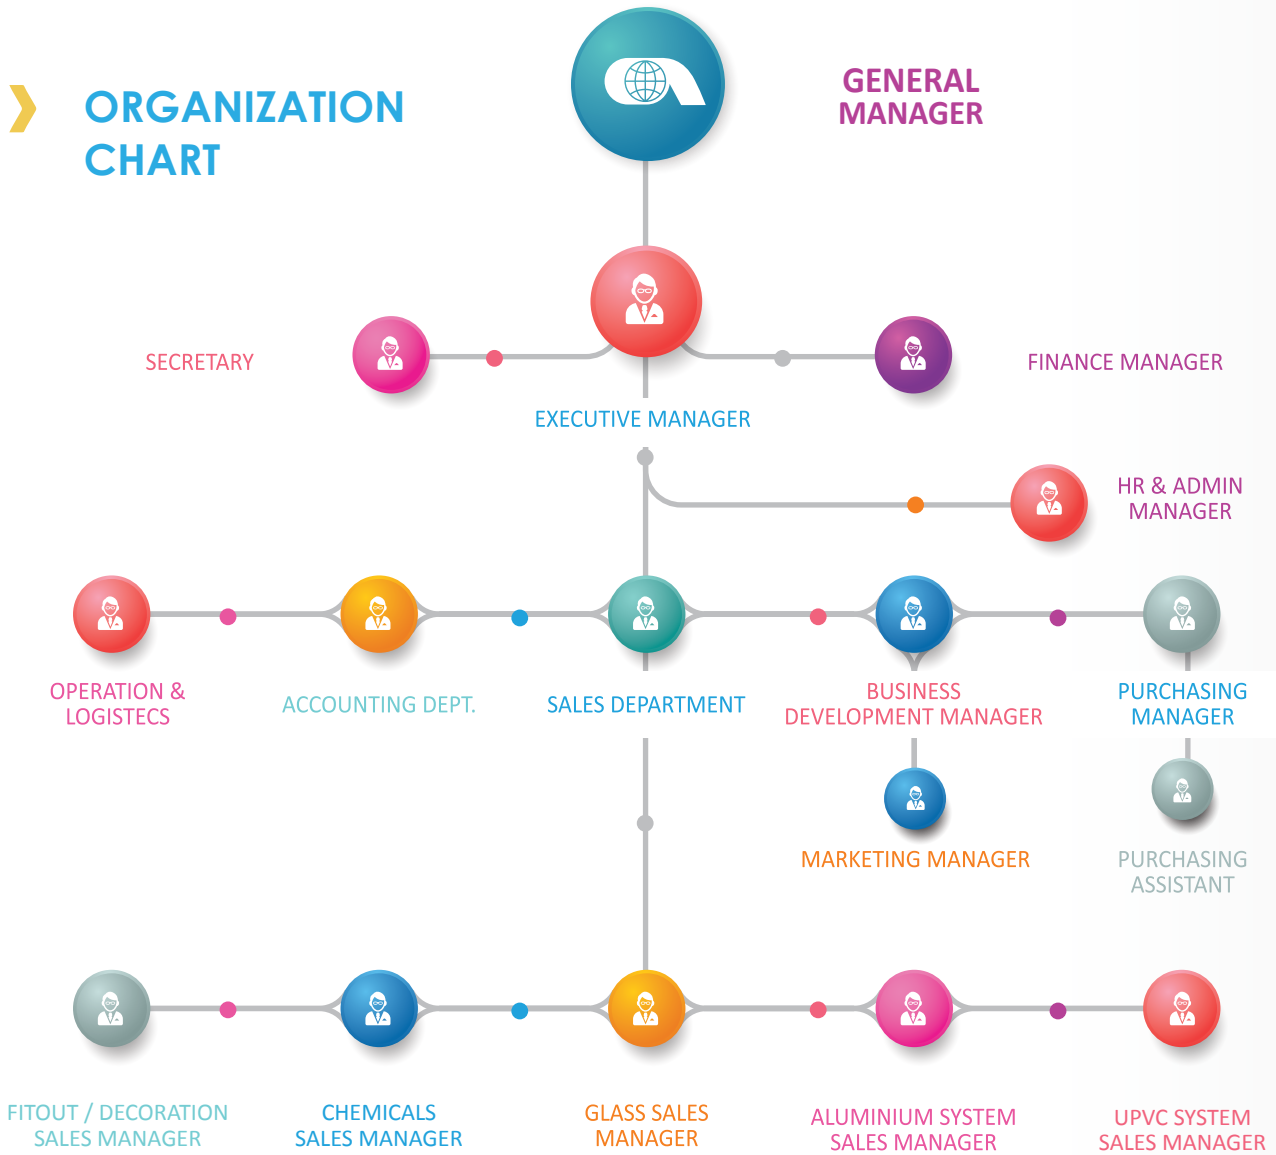 ORGANIZATION
CHART
GENERAL
MANAGER
SECRETARY
FINANCE MANAGER
EXECUTIVE MANAGER
HR & ADMIN
MANAGER
OPERATION &
LOGISTECS
ACCOUNTING DEPT.
SALES DEPARTMENT
BUSINESS
DEVELOPMENT MANAGER
PURCHASING
MANAGER
MARKETING MANAGER
PURCHASING
ASSISTANT
FITOUT / DECORATION
SALES MANAGER
CHEMICALS
SALES MANAGER
GLASS SALES
MANAGER
ALUMINIUM SYSTEM
SALES MANAGER
UPVC SYSTEM
SALES MANAGER